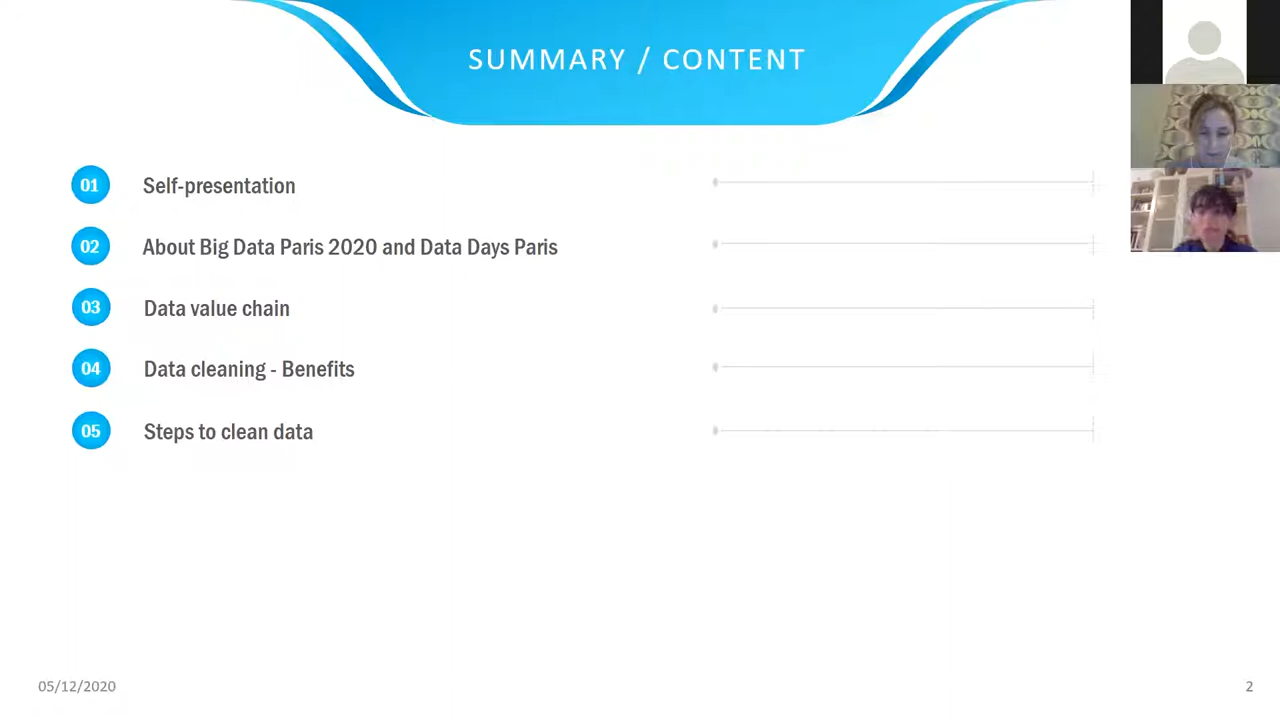 SUMMARY / CONTENT
01 Self-presentation
02 About Big Data Paris 2020 and Data Days Paris
03 Data value chain
04 Data cleaning - Benefits
05 Steps to clean data
05/12/2020
2